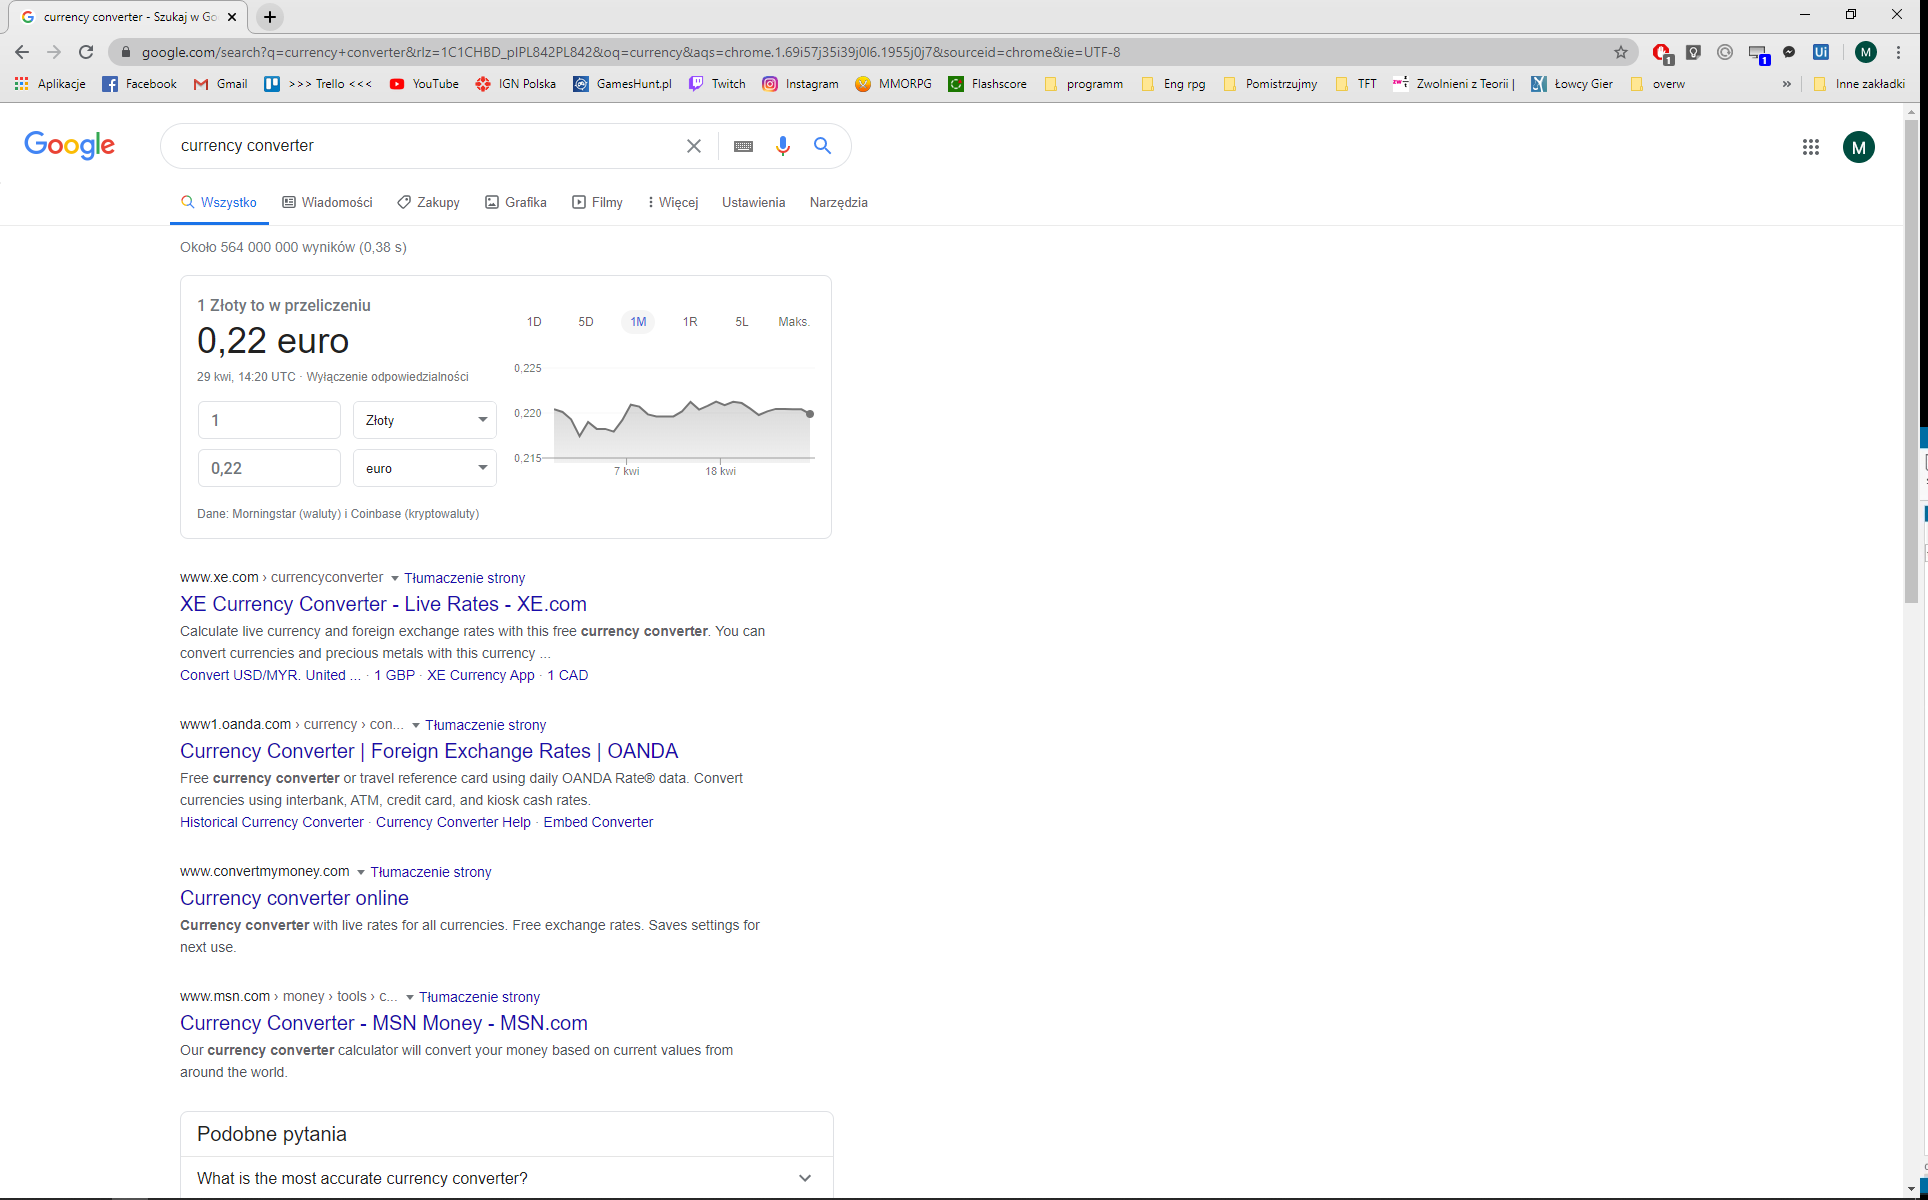 currency converter - Szukaj w Go
google.com/search?q=currency+converter&rlz=1C1CHBD_plPL842PL842&oq=currency&aqs=chrome.1.69i57j35i39j0l6.1955j0j7&sourceid=chrome&ie=UTF-8
1
1
Ui
M
Aplikacje
Facebook
Gmail
>>> Trello <<<
YouTube
IGN Polska
GamesHunt.pl
Twitch
Instagram
MMORPG
Flashscore
programm
Eng rpg
Pomistrzujmy
TFT
Zwolnieni z Teorii |
Łowcy Gier
overw
»
Inne zakładki
Google
currency converter
M
Wszystko
Wiadomości
Zakupy
Grafika
Filmy
Więcej
Ustawienia
Narzędzia
Około 564 000 000 wyników (0,38 s)
1 Złoty to w przeliczeniu
0,22 euro
29 kwi, 14:20 UTC · Wyłączenie odpowiedzialności
1
Złoty
0,22
euro
1D
5D
1M
1R
5L
Maks.
0,225
0,220
0,215
7 kwi
18 kwi
Dane: Morningstar (waluty) i Coinbase (kryptowaluty)
www.xe.com › currencyconverter Tłumaczenie strony
XE Currency Converter - Live Rates - XE.com
Calculate live currency and foreign exchange rates with this free currency converter. You can
convert currencies and precious metals with this currency ...
Convert USD/MYR. United ... · 1 GBP · XE Currency App · 1 CAD
www1.oanda.com › currency › con... Tłumaczenie strony
Currency Converter | Foreign Exchange Rates | OANDA
Free currency converter or travel reference card using daily OANDA Rate® data. Convert
currencies using interbank, ATM, credit card, and kiosk cash rates.
Historical Currency Converter · Currency Converter Help · Embed Converter
www.convertmymoney.com Tłumaczenie strony
Currency converter online
Currency converter with live rates for all currencies. Free exchange rates. Saves settings for
next use.
www.msn.com › money › tools › c... Tłumaczenie strony
Currency Converter - MSN Money - MSN.com
Our currency converter calculator will convert your money based on current values from
around the world.
Podobne pytania
What is the most accurate currency converter?